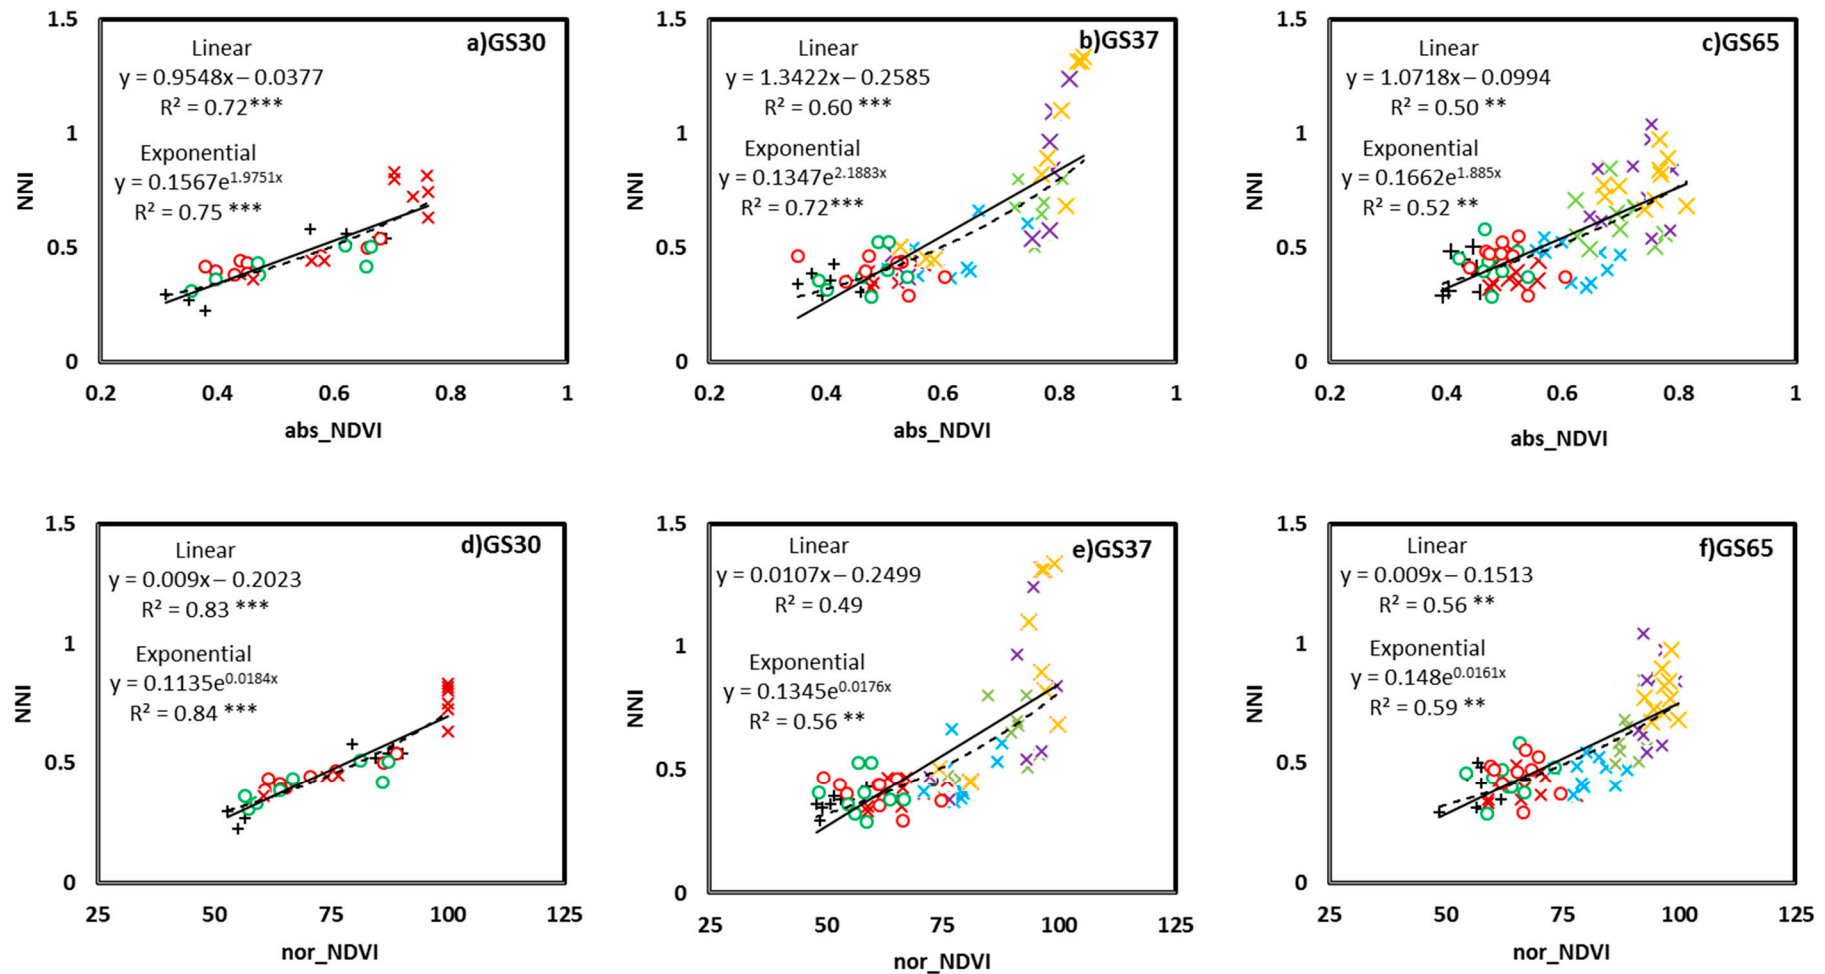 a)GS30
Linear
y = 0.9548x – 0.0377
R² = 0.72***
Exponential
y = 0.1567e^1.9751x
R² = 0.75 ***
NNI
1.5
1
0.5
0
0.2 0.4 0.6 0.8 1
abs_NDVI
b)GS37
Linear
y = 1.3422x – 0.2585
R² = 0.60 ***
Exponential
y = 0.1347e^2.1883x
R² = 0.72***
NNI
1.5
1
0.5
0
0.2 0.4 0.6 0.8 1
abs_NDVI
c)GS65
Linear
y = 1.0718x – 0.0994
R² = 0.50 **
Exponential
y = 0.1662e^1.885x
R² = 0.52 **
NNI
1.5
1
0.5
0
0.2 0.4 0.6 0.8 1
abs_NDVI
d)GS30
Linear
y = 0.009x – 0.2023
R² = 0.83 ***
Exponential
y = 0.1135e^0.0184x
R² = 0.84 ***
NNI
1.5
1
0.5
0
25 50 75 100 125
nor_NDVI
e)GS37
Linear
y = 0.0107x – 0.2499
R² = 0.49
Exponential
y = 0.1345e^0.0176x
R² = 0.56 **
NNI
1.5
1
0.5
0
25 50 75 100 125
nor_NDVI
f)GS65
Linear
y = 0.009x – 0.1513
R² = 0.56 **
Exponential
y = 0.148e^0.0161x
R² = 0.59 **
NNI
1.5
1
0.5
0
25 50 75 100 125
nor_NDVI